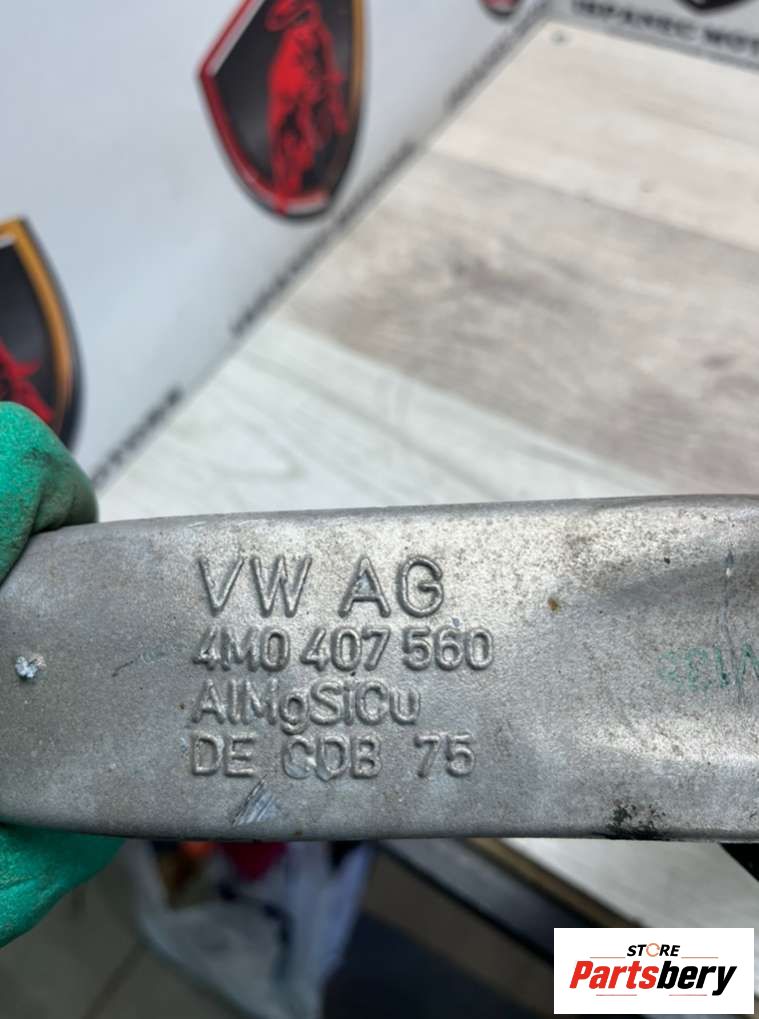 VW AG
4M0 407 560
AlMgSiCu
DE CDB 75
STORE
Partsbery